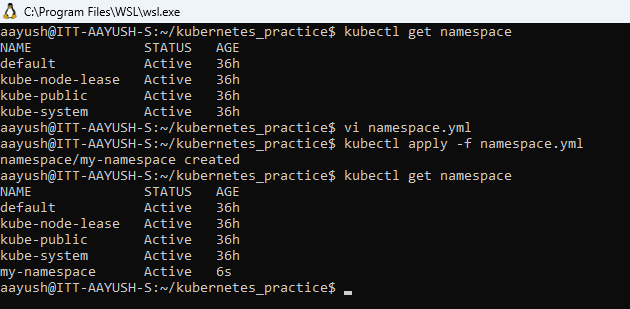 C:\Program Files\WSL\wsl.exe
aayush@ITT-AAYUSH-S:~/kubernetes_practice$ kubectl get namespace
NAME              STATUS   AGE
default           Active   36h
kube-node-lease   Active   36h
kube-public       Active   36h
kube-system       Active   36h
aayush@ITT-AAYUSH-S:~/kubernetes_practice$ vi namespace.yml
aayush@ITT-AAYUSH-S:~/kubernetes_practice$ kubectl apply -f namespace.yml
namespace/my-namespace created
aayush@ITT-AAYUSH-S:~/kubernetes_practice$ kubectl get namespace
NAME              STATUS   AGE
default           Active   36h
kube-node-lease   Active   36h
kube-public       Active   36h
kube-system       Active   36h
my-namespace      Active   6s
aayush@ITT-AAYUSH-S:~/kubernetes_practice$